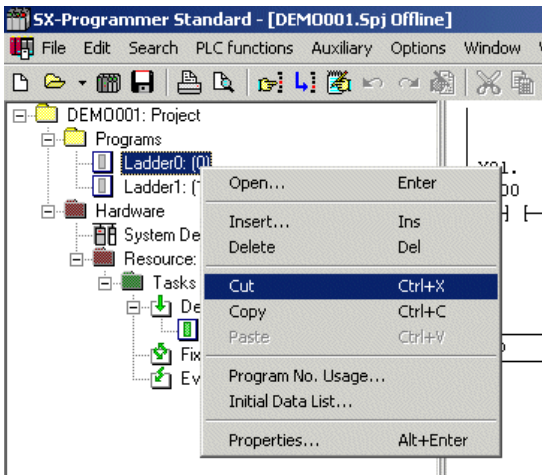 SX-Programmer Standard - [DEMO001.Spj Offline]
File Edit Search PLC functions Auxiliary Options Window
DEMO001: Project
Programs
Ladder0: (0)
Ladder1: (
Hardware
System De
Resource:
Tasks
De
Fix
Ev
Open... Enter
Insert... Ins
Delete Del
Cut Ctrl+X
Copy Ctrl+C
Paste Ctrl+V
Program No. Usage...
Initial Data List...
Properties... Alt+Enter